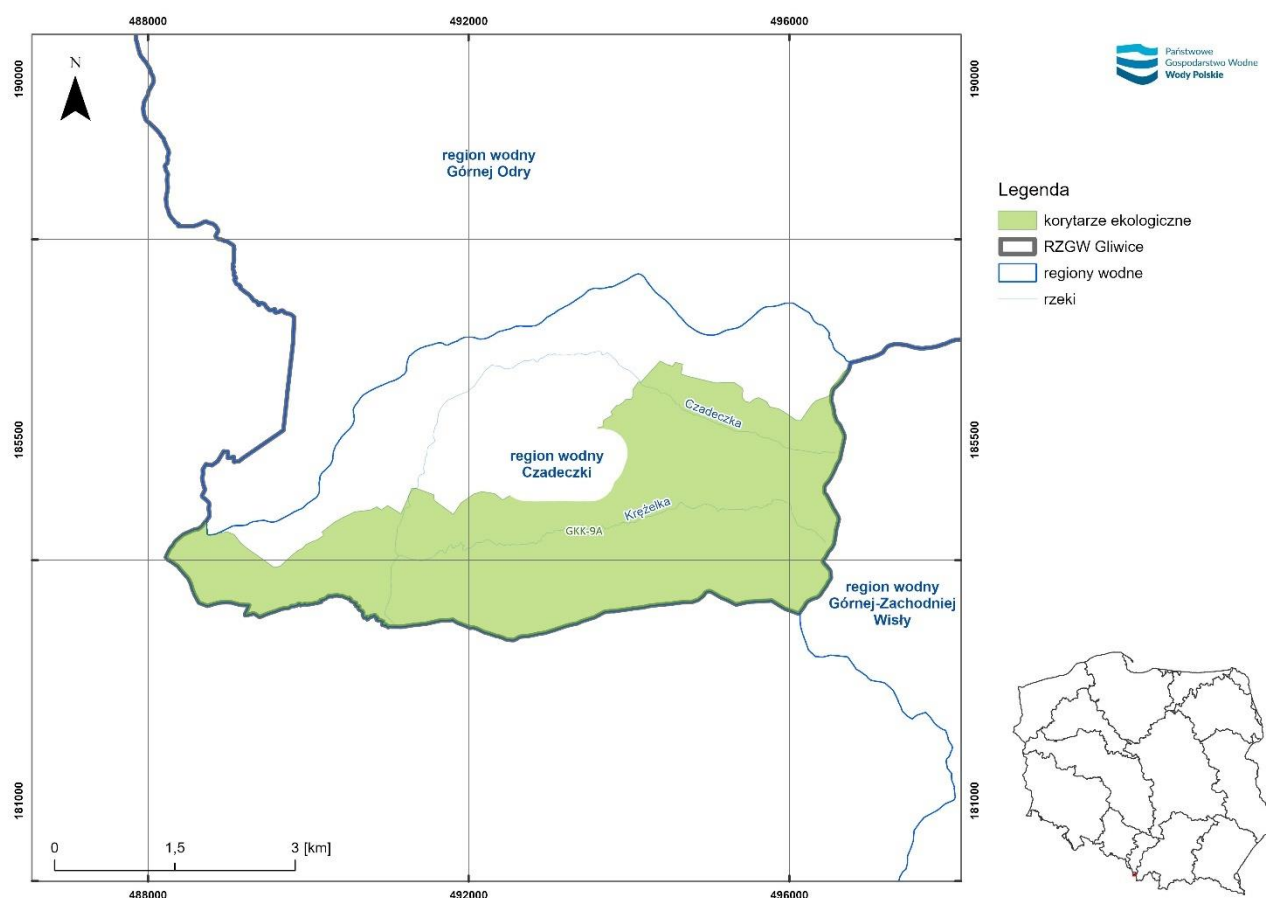 488000
492000
496000
190000
190000
N
Państwowe
Gospodarstwo Wodne
Wody Polskie
region wodny
Górnej Odry
Legenda
korytarze ekologiczne
RZGW Gliwice
regiony wodne
rzeki
Czadeczka
185500
185500
region wodny
Czadeczki
Krężelka
GKK-9A
region wodny
Górnej-Zachodniej
Wisły
181000
181000
0
1,5
3 [km]
488000
492000
496000